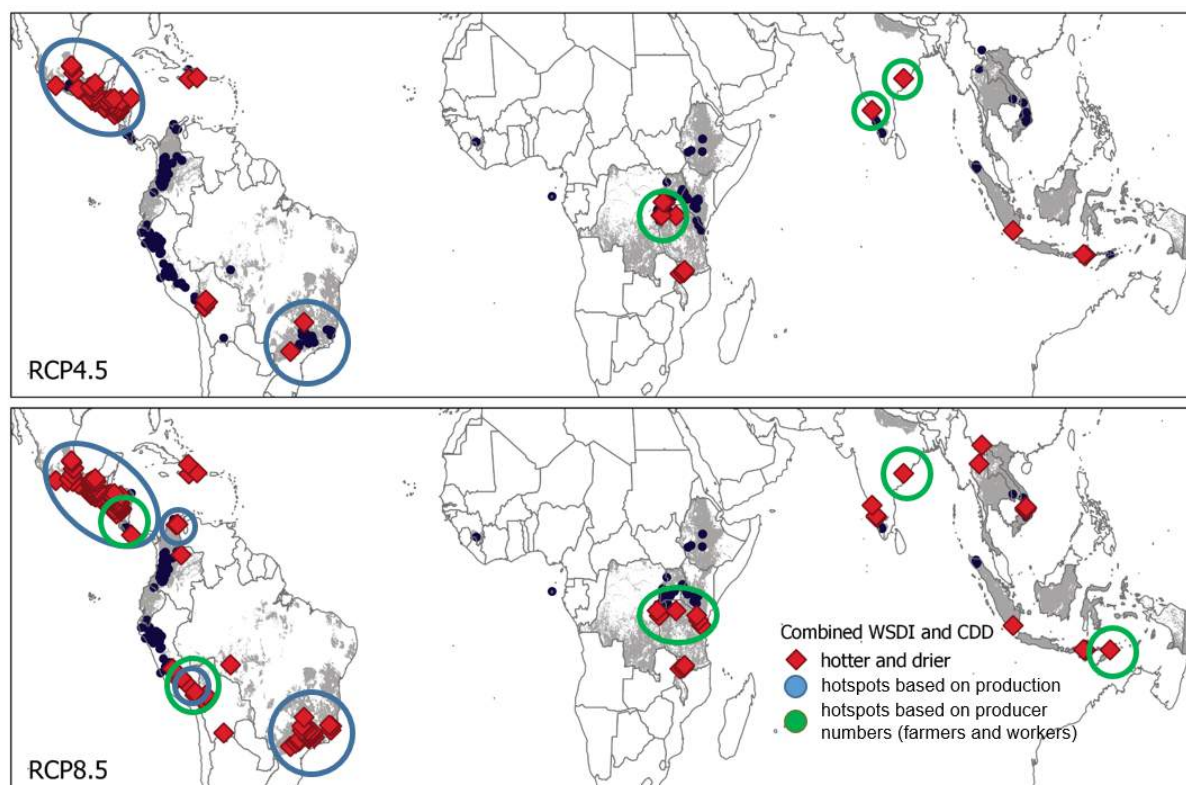 RCP4.5
RCP8.5
Combined WSDI and CDD
hotter and drier
hotspots based on production
hotspots based on producer
numbers (farmers and workers)